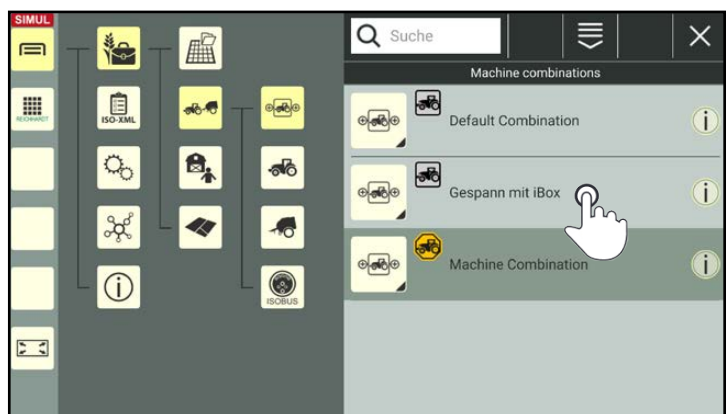 SIMUL
Suche
Machine combinations
REICHHARDT
ISO-XML
Default Combination
Gespann mit iBox
Machine Combination
ISOBUS